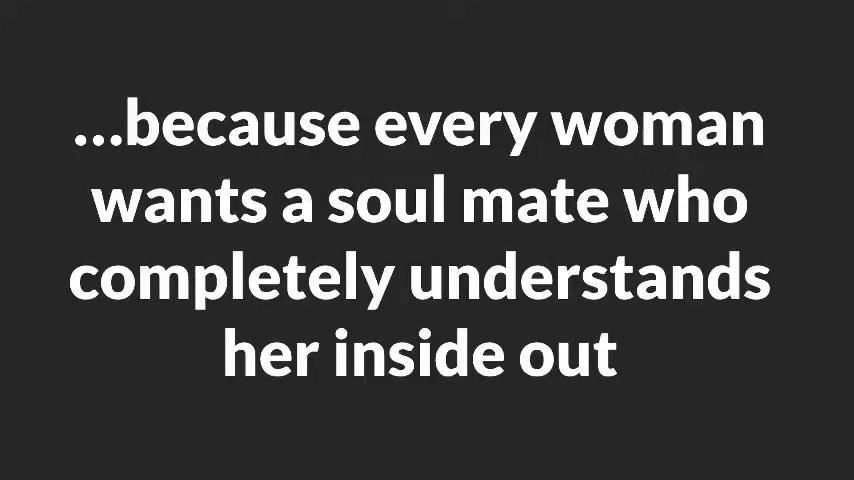 ...because every woman
wants a soul mate who
completely understands
her inside out